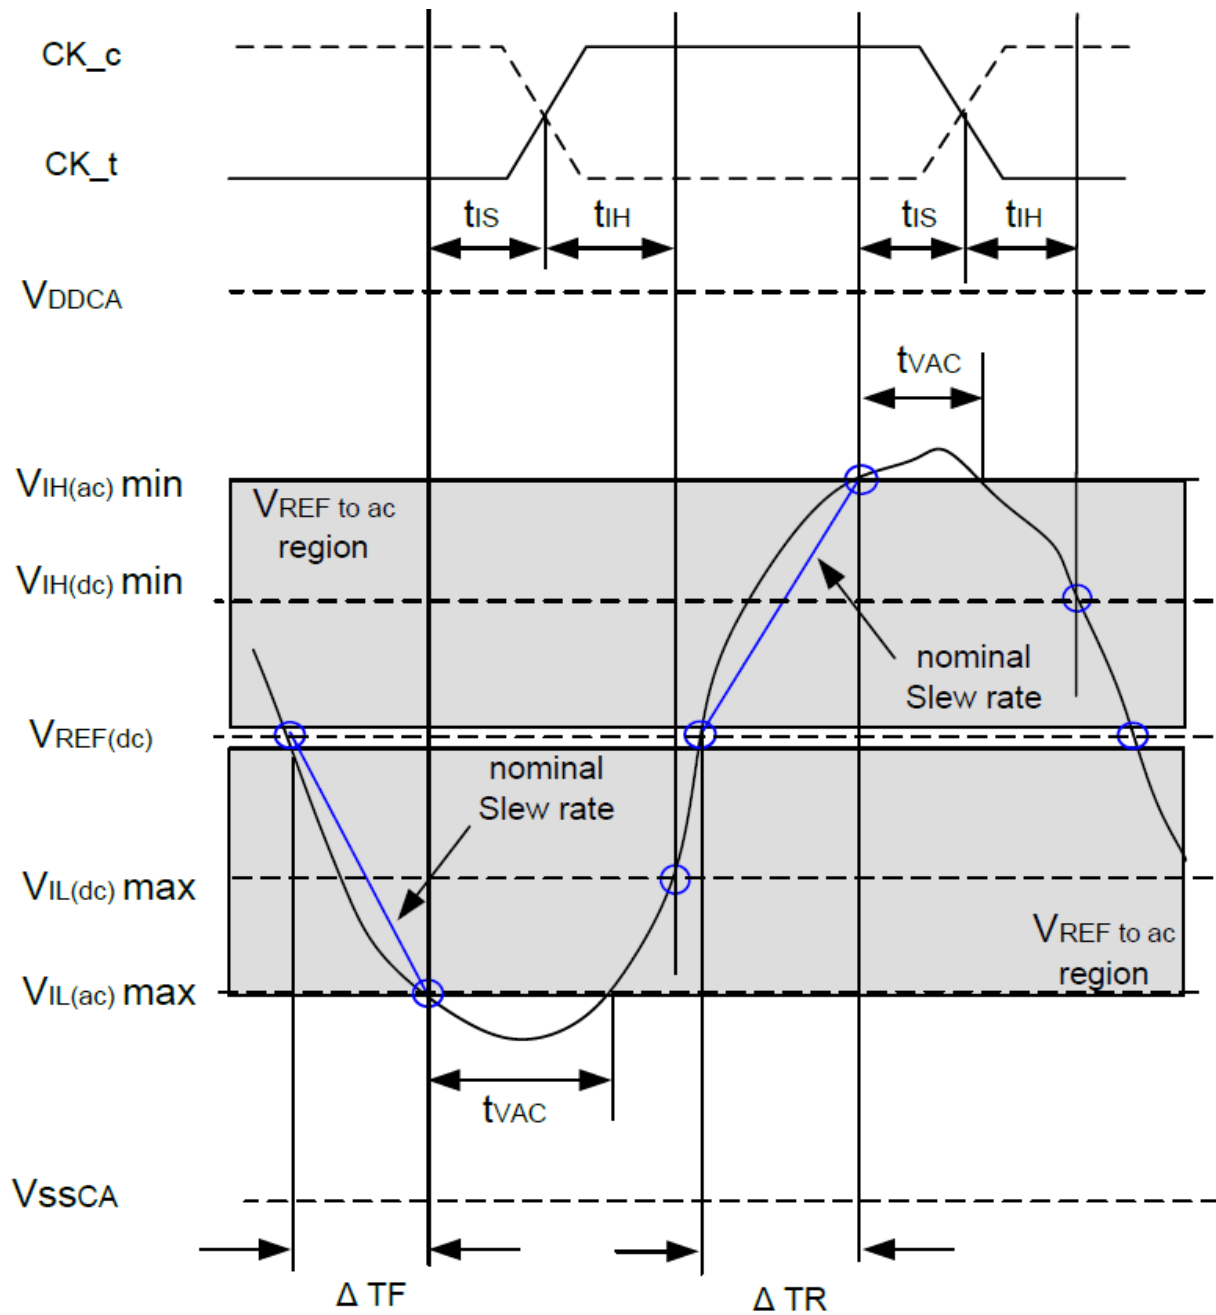 CK_c
CK_t
tIS
tIH
tIS
tIH
VDDCA
tVAC
VIH(ac) min
VREF to ac
region
VIH(dc) min
nominal
Slew rate
VREF(dc)
nominal
Slew rate
VIL(dc) max
VREF to ac
region
VIL(ac) max
tVAC
VssCA
Δ TF
Δ TR